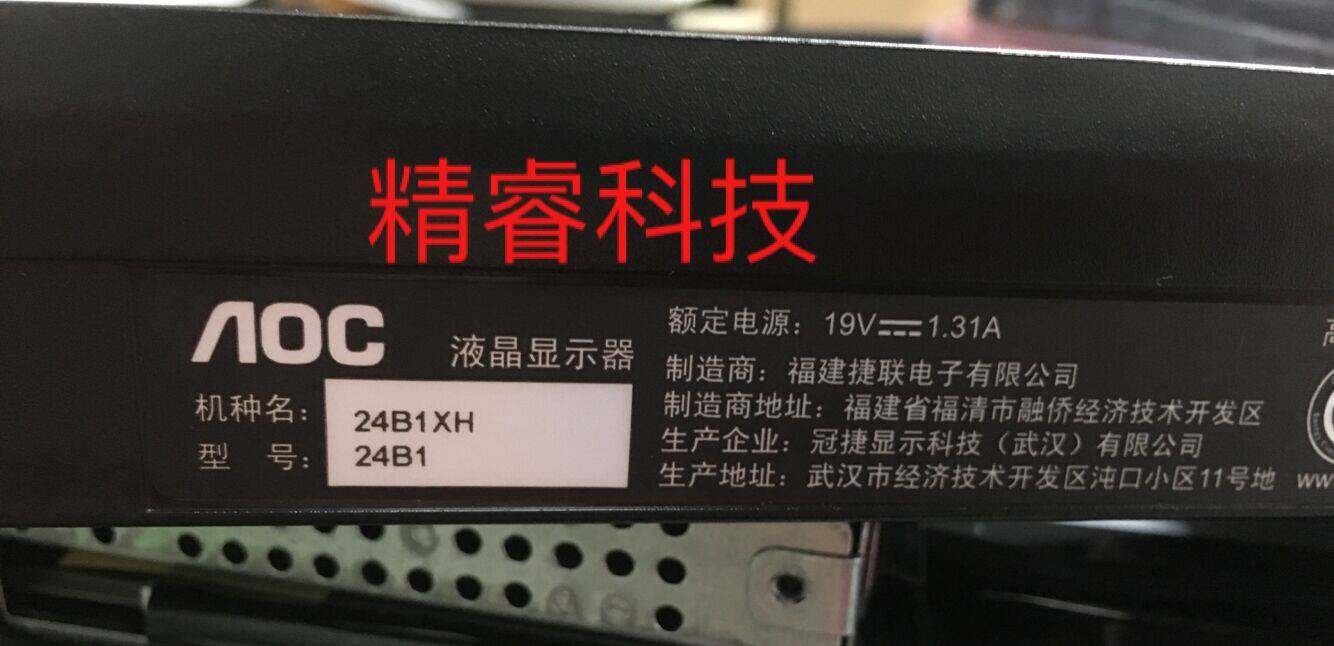 精睿科技
AOC 液晶显示器
机种名：24B1XH
型 号：24B1
额定电源：19V 1.31A
制造商：福建捷联电子有限公司
制造商地址：福建省福清市融侨经济技术开发区
生产企业：冠捷显示科技（武汉）有限公司
生产地址：武汉市经济技术开发区沌口小区11号地